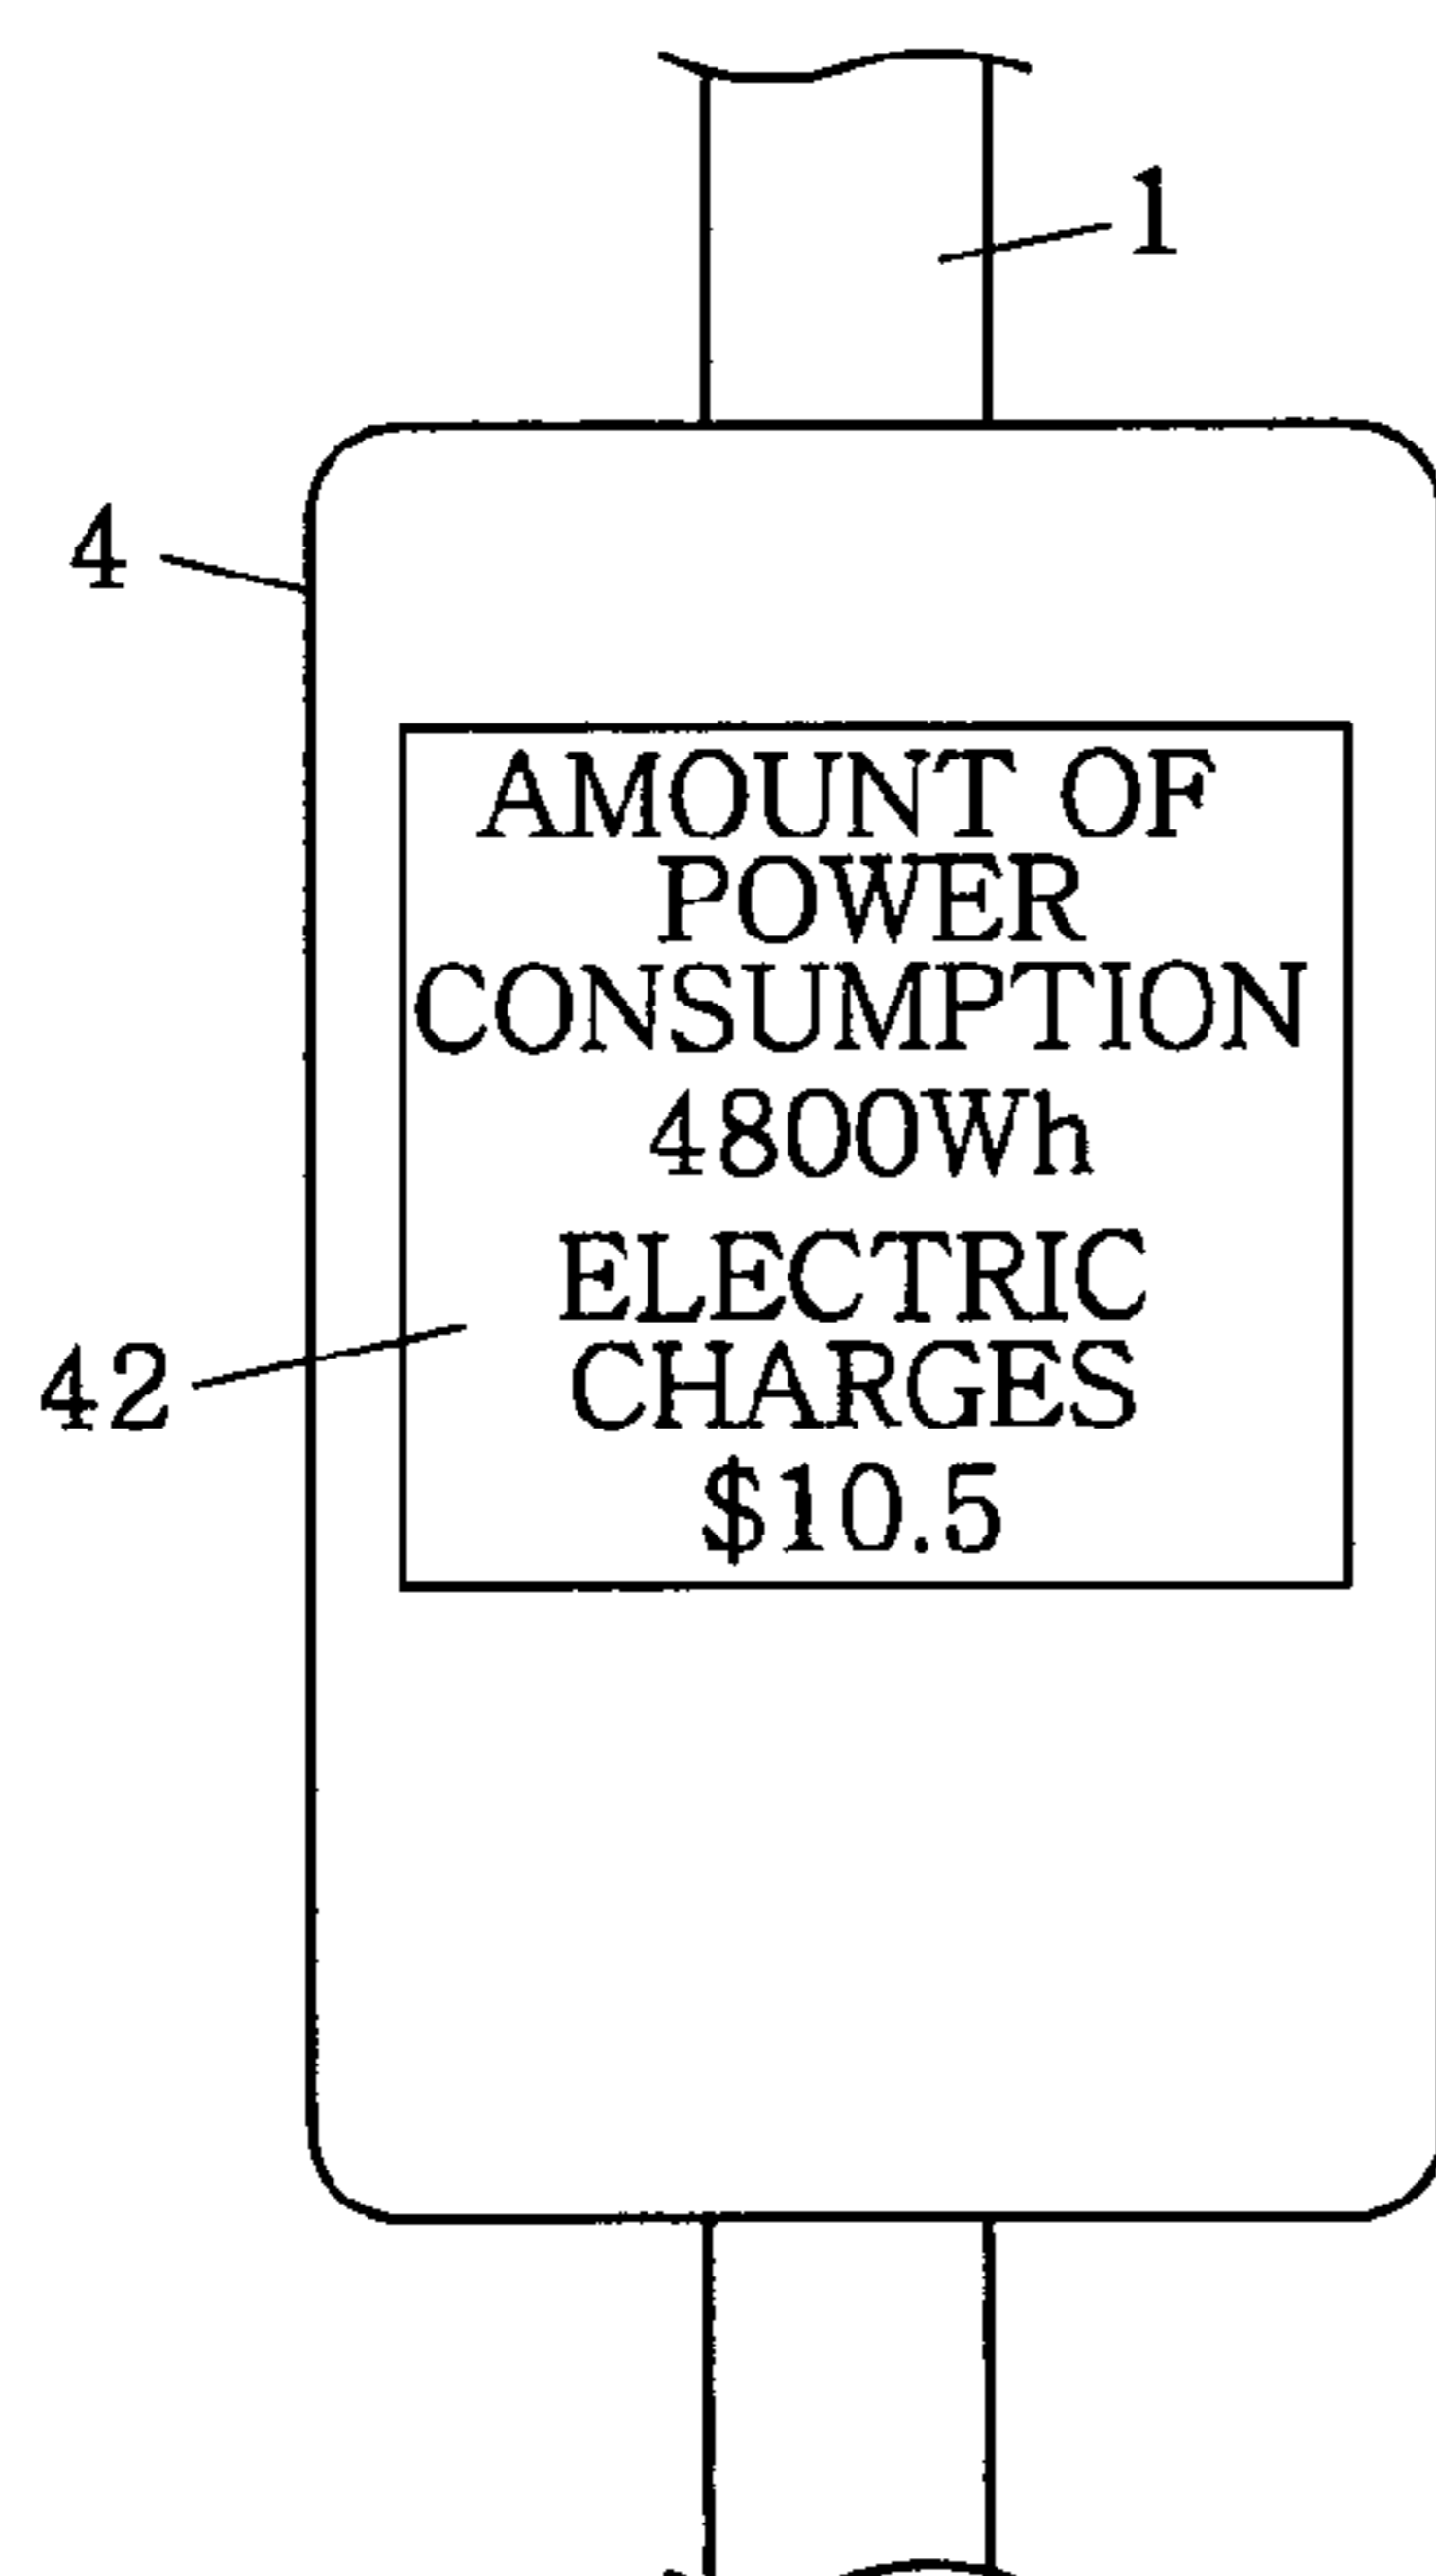 1
4
AMOUNT OF
POWER
CONSUMPTION
4800Wh
ELECTRIC
CHARGES
$10.5
42